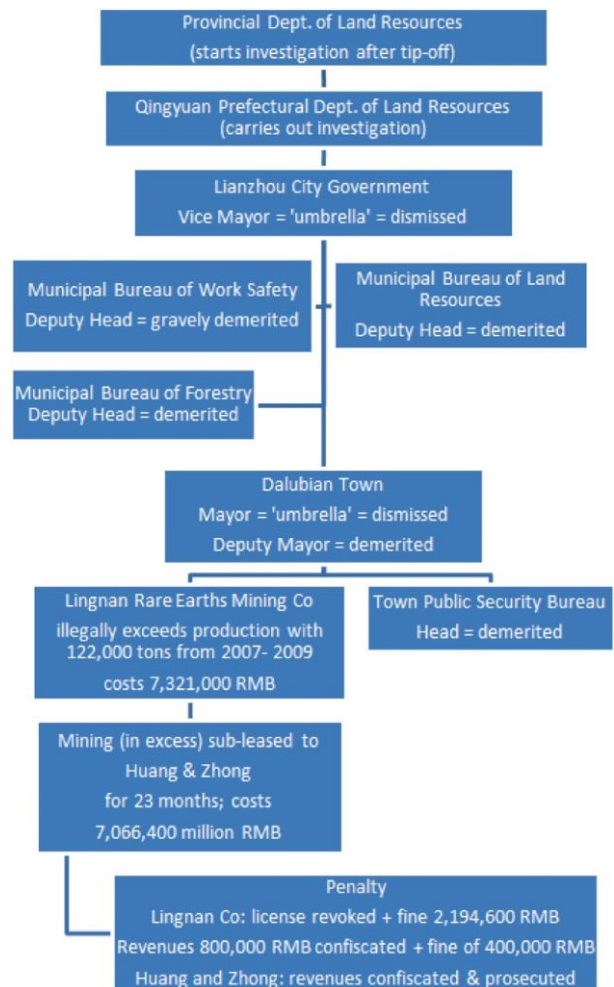 Provincial Dept. of Land Resources
(starts investigation after tip-off)
Qingyuan Prefectural Dept. of Land Resources
(carries out investigation)
Lianzhou City Government
Vice Mayor = 'umbrella' = dismissed
Municipal Bureau of Work Safety
Deputy Head = gravely demerited
Municipal Bureau of Land
Resources
Deputy Head = demerited
Municipal Bureau of Forestry
Deputy Head = demerited
Dalubian Town
Mayor = 'umbrella' = dismissed
Deputy Mayor = demerited
Lingnan Rare Earths Mining Co
illegally exceeds production with
122,000 tons from 2007- 2009
costs 7,321,000 RMB
Town Public Security Bureau
Head = demerited
Mining (in excess) sub-leased to
Huang & Zhong
for 23 months; costs
7,066,400 million RMB
Penalty
Lingnan Co: license revoked + fine 2,194,600 RMB
Revenues 800,000 RMB confiscated + fine of 400,000 RMB
Huang and Zhong: revenues confiscated & prosecuted